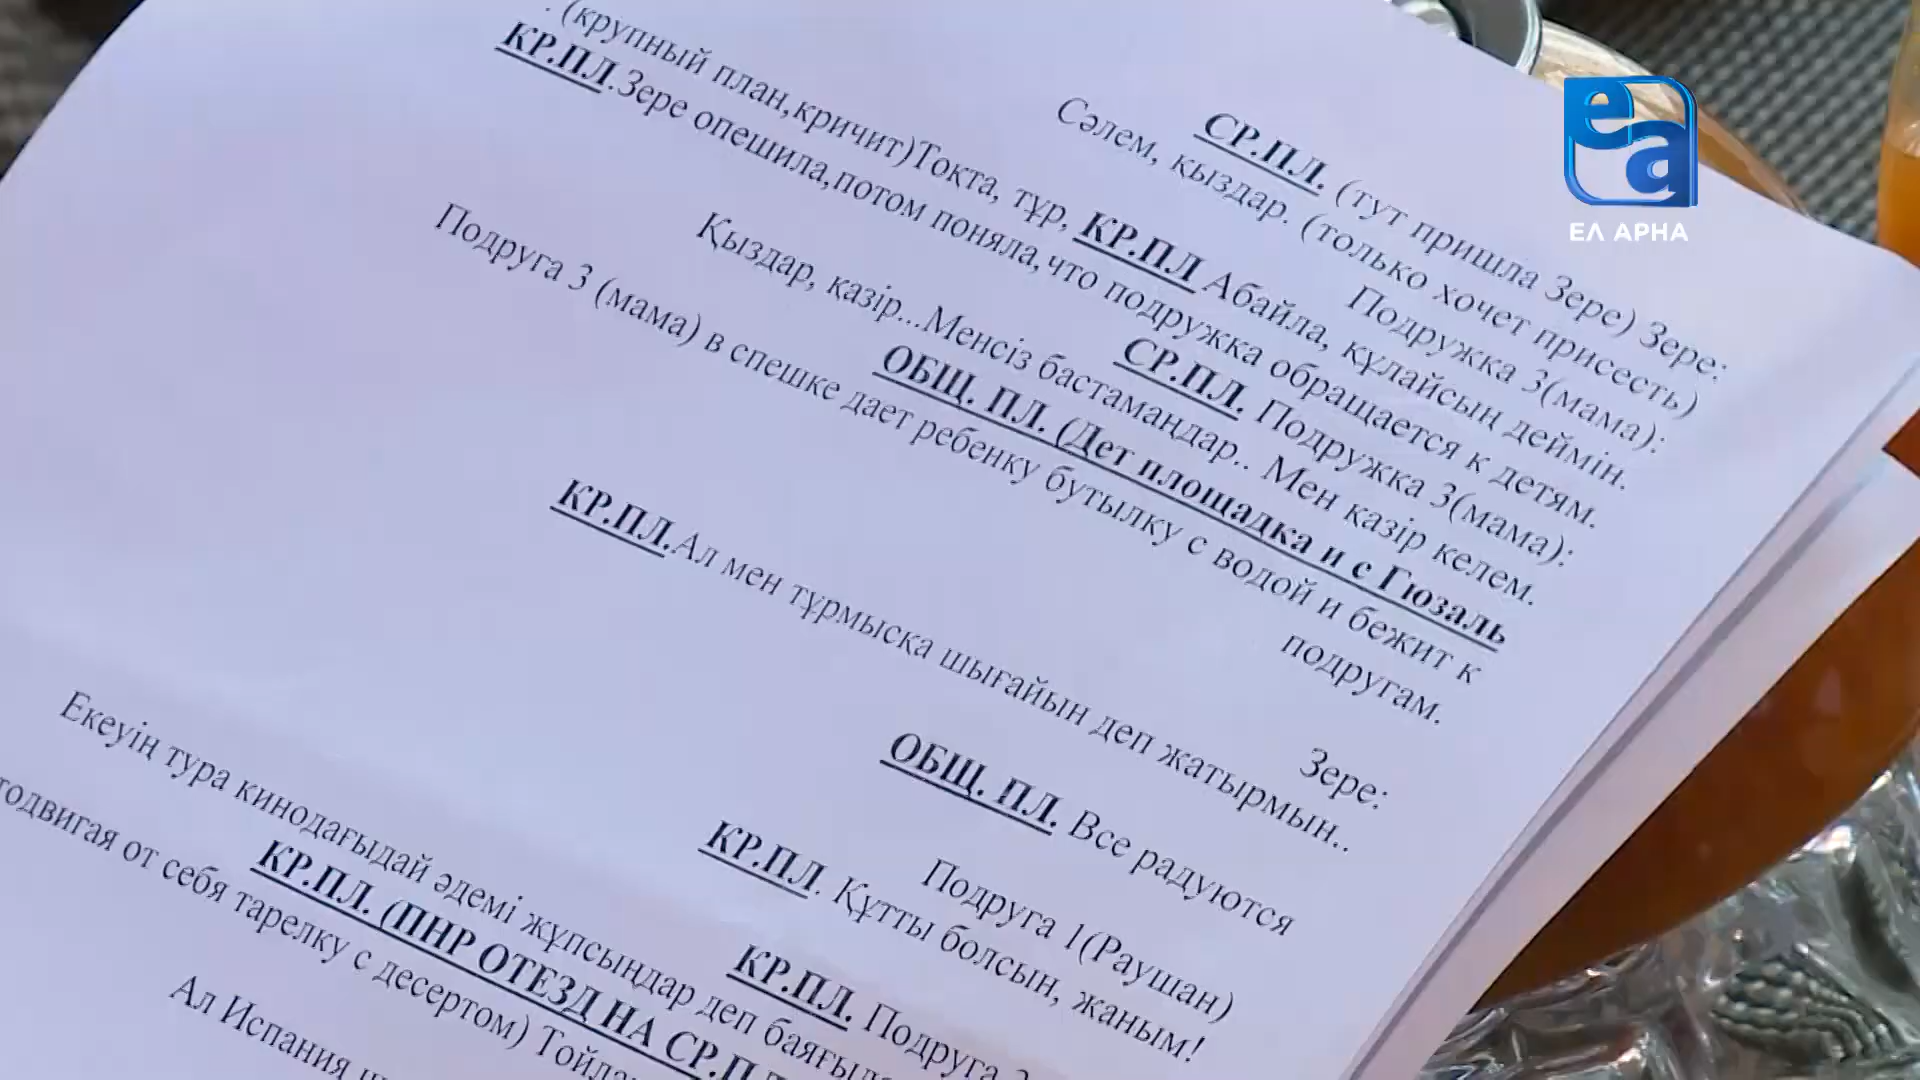 СР.ПЛ. (тут пришла Зере) Зере:
Сәлем, қыздар. (только хочет присесть)
Подружка 3(мама):
. (крупный план,кричит)Токта, тұр, КР.ПЛ Абайла, құлайсың деймін.
КР.ПЛ.Зере опешила,потом поняла,что подружка обращается к детям.
СР.ПЛ. Подружка 3(мама):
Қыздар, қазір...Менсіз бастамаңдар.. Мен казір келем.
ОБЩ. ПЛ. (Дет площадка и с Гюзаль
Подруга 3 (мама) в спешке дает ребенку бутылку с водой и бежит к
подругам.
Зере:
КР.ПЛ.Ал мен тұрмыска шығайын деп жатырмын..
ОБЩ. ПЛ. Все радуются
Подруга 1(Раушан)
КР.ПЛ. Құтты болсын, жаным!
КР.ПЛ. Подруга
Екеуің тура кинодағыдай әдемі жұпсыңдар деп
КР.ПЛ. (ПНР ОТЕЗД НА СР.ПЛ
от себя тарелку с десертом)
Ал Испания
ЕЛ АРНА